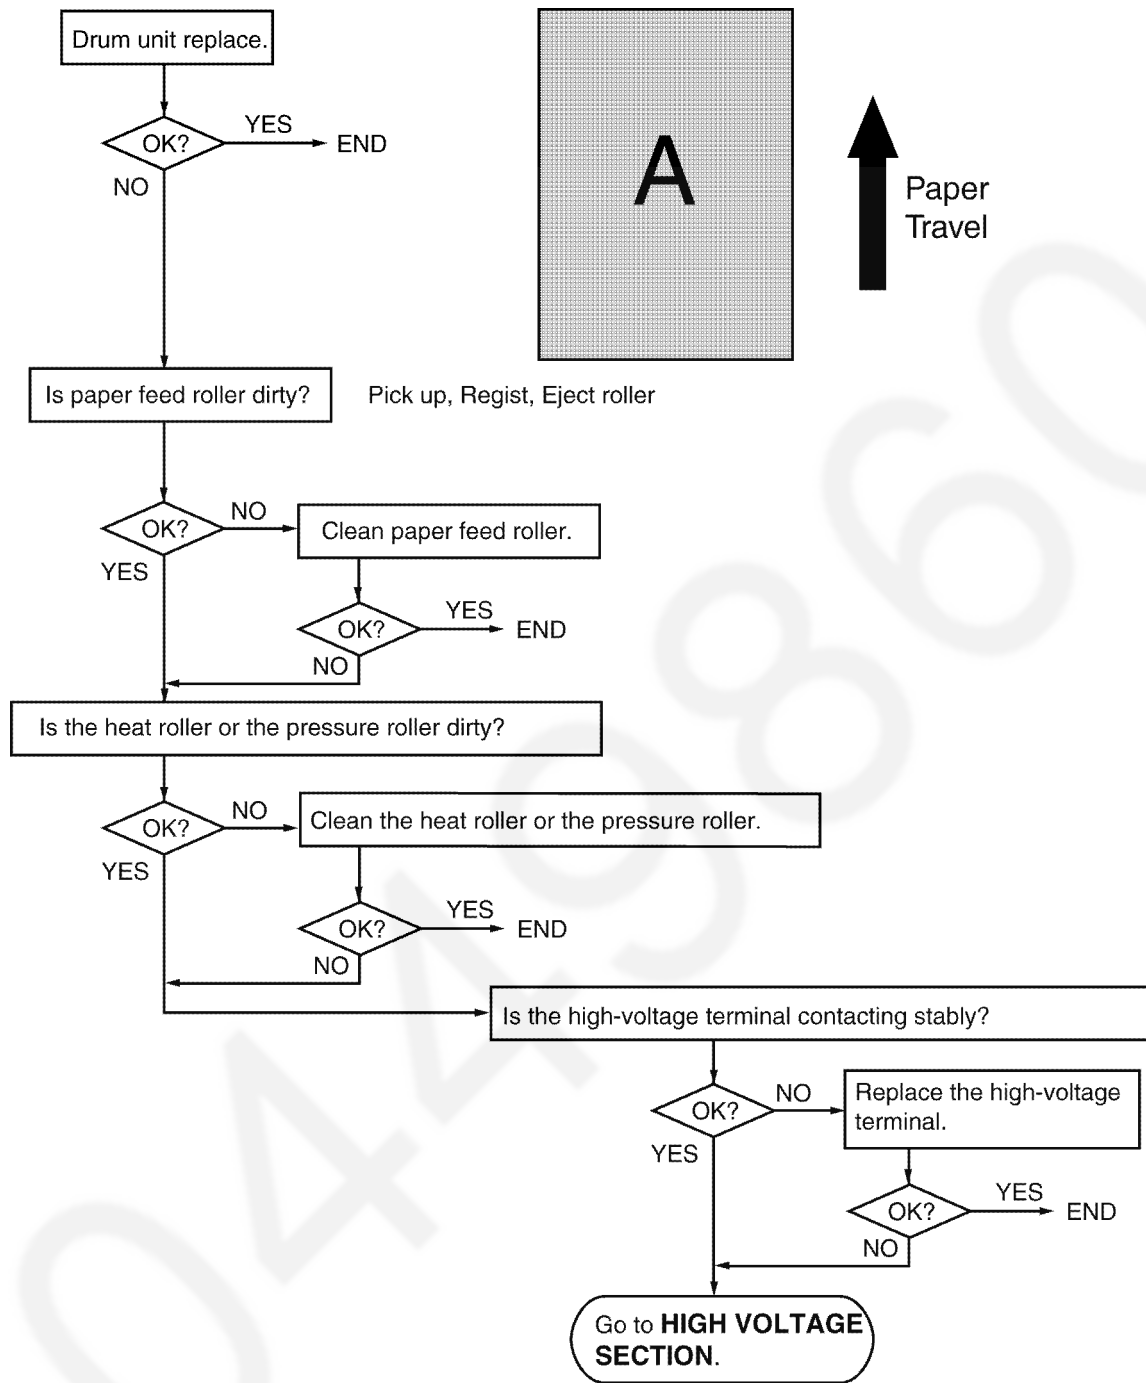 Drum unit replace.
OK?
YES
END
NO
A
Paper
Travel
Is paper feed roller dirty?
Pick up, Regist, Eject roller
OK?
NO
YES
Clean paper feed roller.
OK?
YES
END
NO
Is the heat roller or the pressure roller dirty?
OK?
NO
YES
Clean the heat roller or the pressure roller.
OK?
YES
END
NO
Is the high-voltage terminal contacting stably?
OK?
NO
YES
Replace the high-voltage
terminal.
OK?
YES
END
NO
Go to HIGH VOLTAGE
SECTION.
0449860